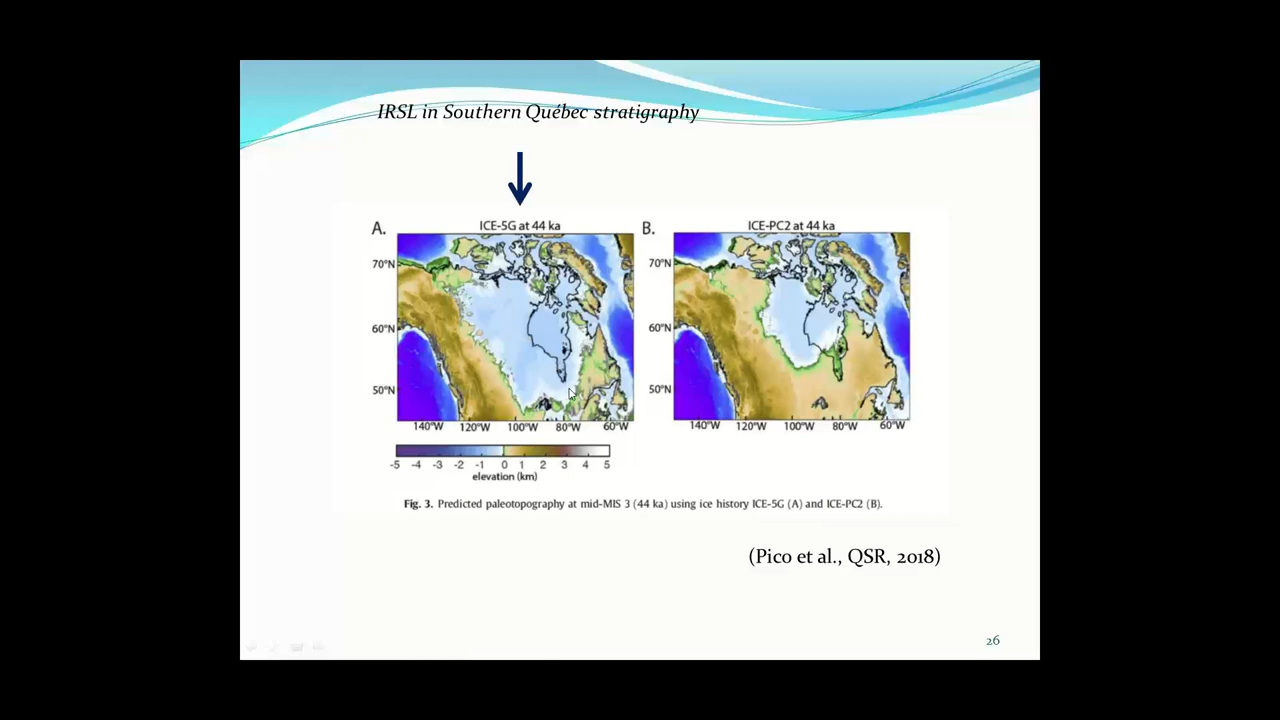 IRSL in Southern Québec stratigraphy
A.
ICE-5G at 44 ka
B.
ICE-PC2 at 44 ka
70°N
60°N
50°N
140°W 120°W 100°W 80°W 60°W
70°N
60°N
50°N
140°W 120°W 100°W 80°W 60°W
-5 -4 -3 -2 -1 0 1 2 3 4 5
elevation (km)
Fig. 3. Predicted paleotopography at mid-MIS 3 (44 ka) using ice history ICE-5G (A) and ICE-PC2 (B).
(Pico et al., QSR, 2018)
26